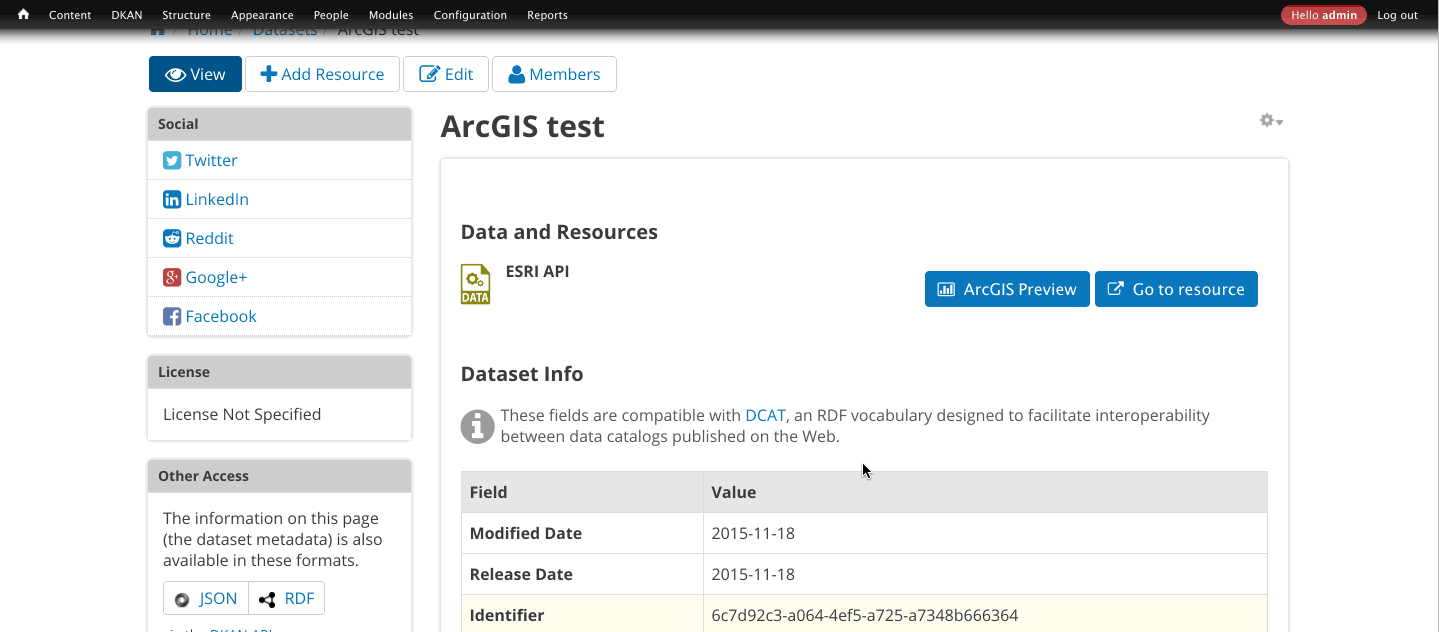 Content DKAN Structure Appearance People Modules Configuration Reports Hello admin Log out
/ Home / Datasets / ArcGIS test
View Add Resource Edit Members
Social
Twitter
LinkedIn
Reddit
Google+
Facebook
License
License Not Specified
Other Access
The information on this page
(the dataset metadata) is also
available in these formats.
JSON RDF
via the DKAN API
ArcGIS test
Data and Resources
DATA
ESRI API
ArcGIS Preview Go to resource
Dataset Info
These fields are compatible with DCAT, an RDF vocabulary designed to facilitate interoperability
between data catalogs published on the Web.
Field Value
Modified Date 2015-11-18
Release Date 2015-11-18
Identifier 6c7d92c3-a064-4ef5-a725-a7348b666364